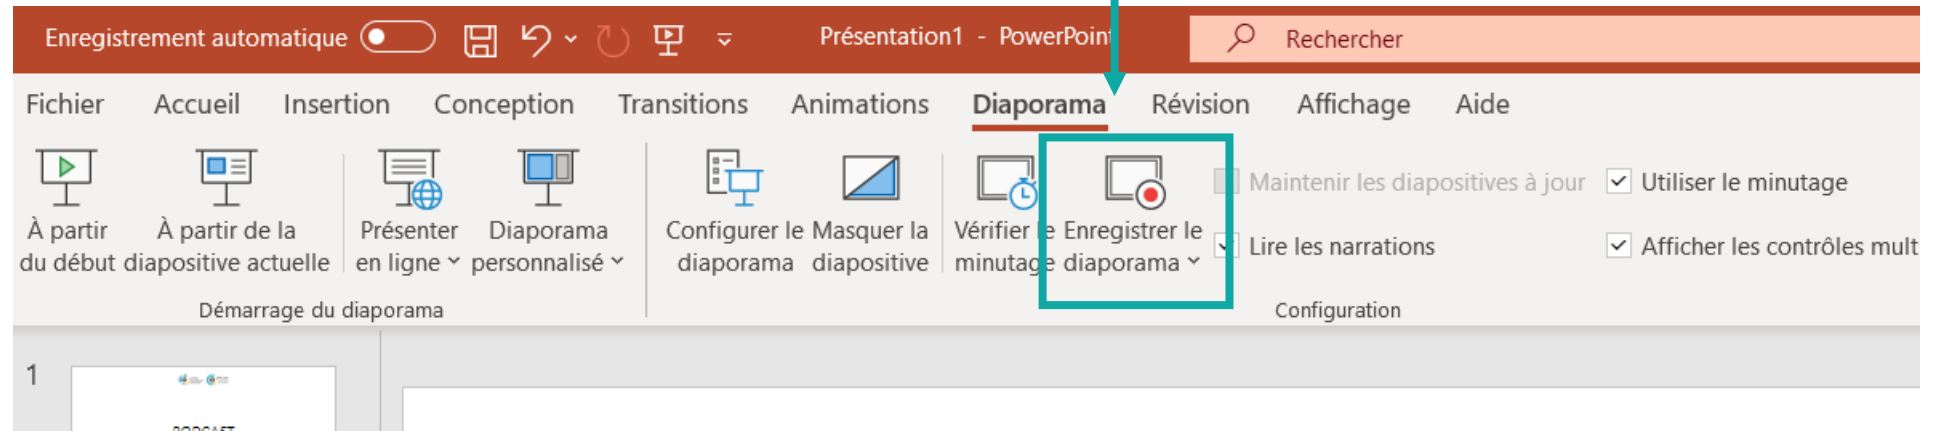 Enregistrement automatique
Présentation1 - PowerPoint
Rechercher
Fichier Accueil Insertion Conception Transitions Animations Diaporama Révision Affichage Aide
À partir
du début
À partir de la
diapositive actuelle
Présenter
en ligne
Diaporama
personnalisé
Configurer le
diaporama
Masquer la
diapositive
Vérifier le
minutage
Enregistrer le
diaporama
Maintenir les diapositives à jour
Lire les narrations
Utiliser le minutage
Afficher les contrôles mult
Démarrage du diaporama
Configuration
1
PODCAST